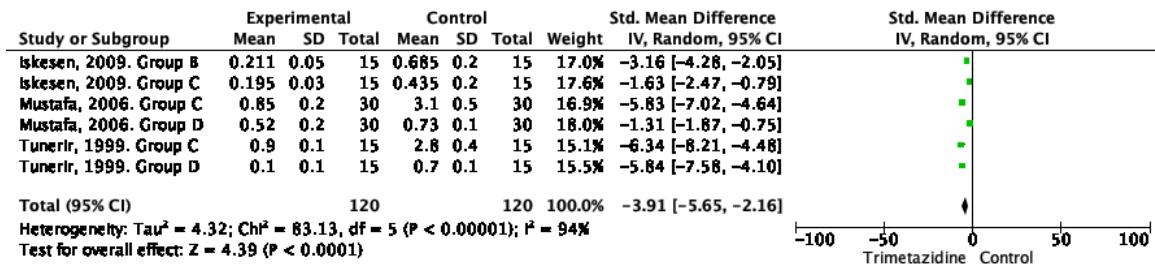 Experimental Control Std. Mean Difference Std. Mean Difference
Study or Subgroup Mean SD Total Mean SD Total Weight IV, Random, 95% CI IV, Random, 95% CI
Iskesen, 2009. Group B 0.211 0.05 15 0.685 0.2 15 17.0% −3.16 [−4.28, −2.05]
Iskesen, 2009. Group C 0.195 0.03 15 0.435 0.2 15 17.6% −1.63 [−2.47, −0.79]
Mustafa, 2006. Group C 0.85 0.2 30 3.1 0.5 30 16.9% −5.83 [−7.02, −4.64]
Mustafa, 2006. Group D 0.52 0.2 30 0.73 0.1 30 18.0% −1.31 [−1.87, −0.75]
Tunerir, 1999. Group C 0.9 0.1 15 2.8 0.4 15 15.1% −6.34 [−8.21, −4.48]
Tunerir, 1999. Group D 0.1 0.1 15 0.7 0.1 15 15.5% −5.84 [−7.58, −4.10]
Total (95% CI) 120 120 100.0% −3.91 [−5.65, −2.16]
Heterogeneity: Tau² = 4.32; Chi² = 83.13, df = 5 (P < 0.00001); I² = 94%
Test for overall effect: Z = 4.39 (P < 0.0001)
−100 −50 0 50 100
Trimetazidine Control